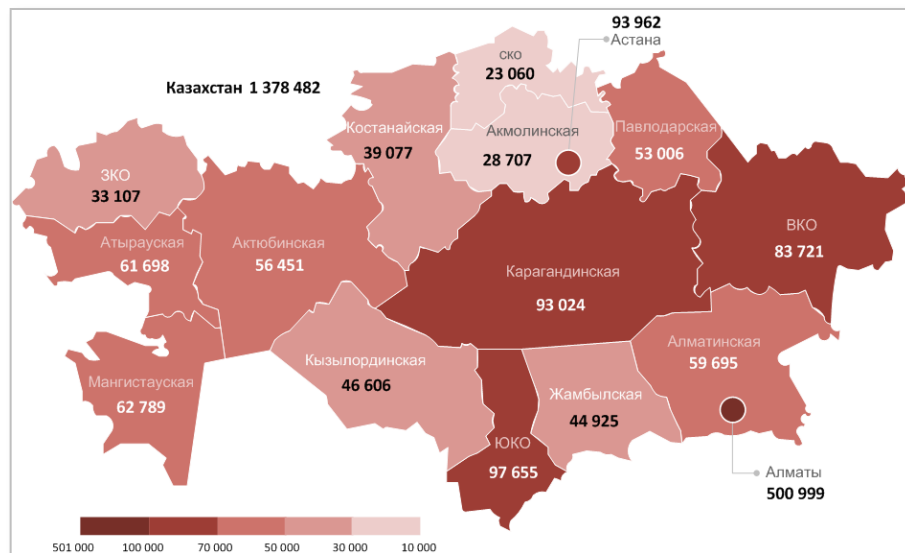 93 962
Астана
ско
23 060
Казахстан 1 378 482
Костанайская
39 077
Акмолинская
28 707
Павлодарская
53 006
ЗКО
33 107
Атырауская
61 698
Актюбинская
56 451
ВКО
83 721
Карагандинская
93 024
Алматинская
59 695
Кызылординская
46 606
Мангистауская
62 789
Жамбылская
44 925
ЮКО
97 655
Алматы
500 999
501 000 100 000 70 000 50 000 30 000 10 000